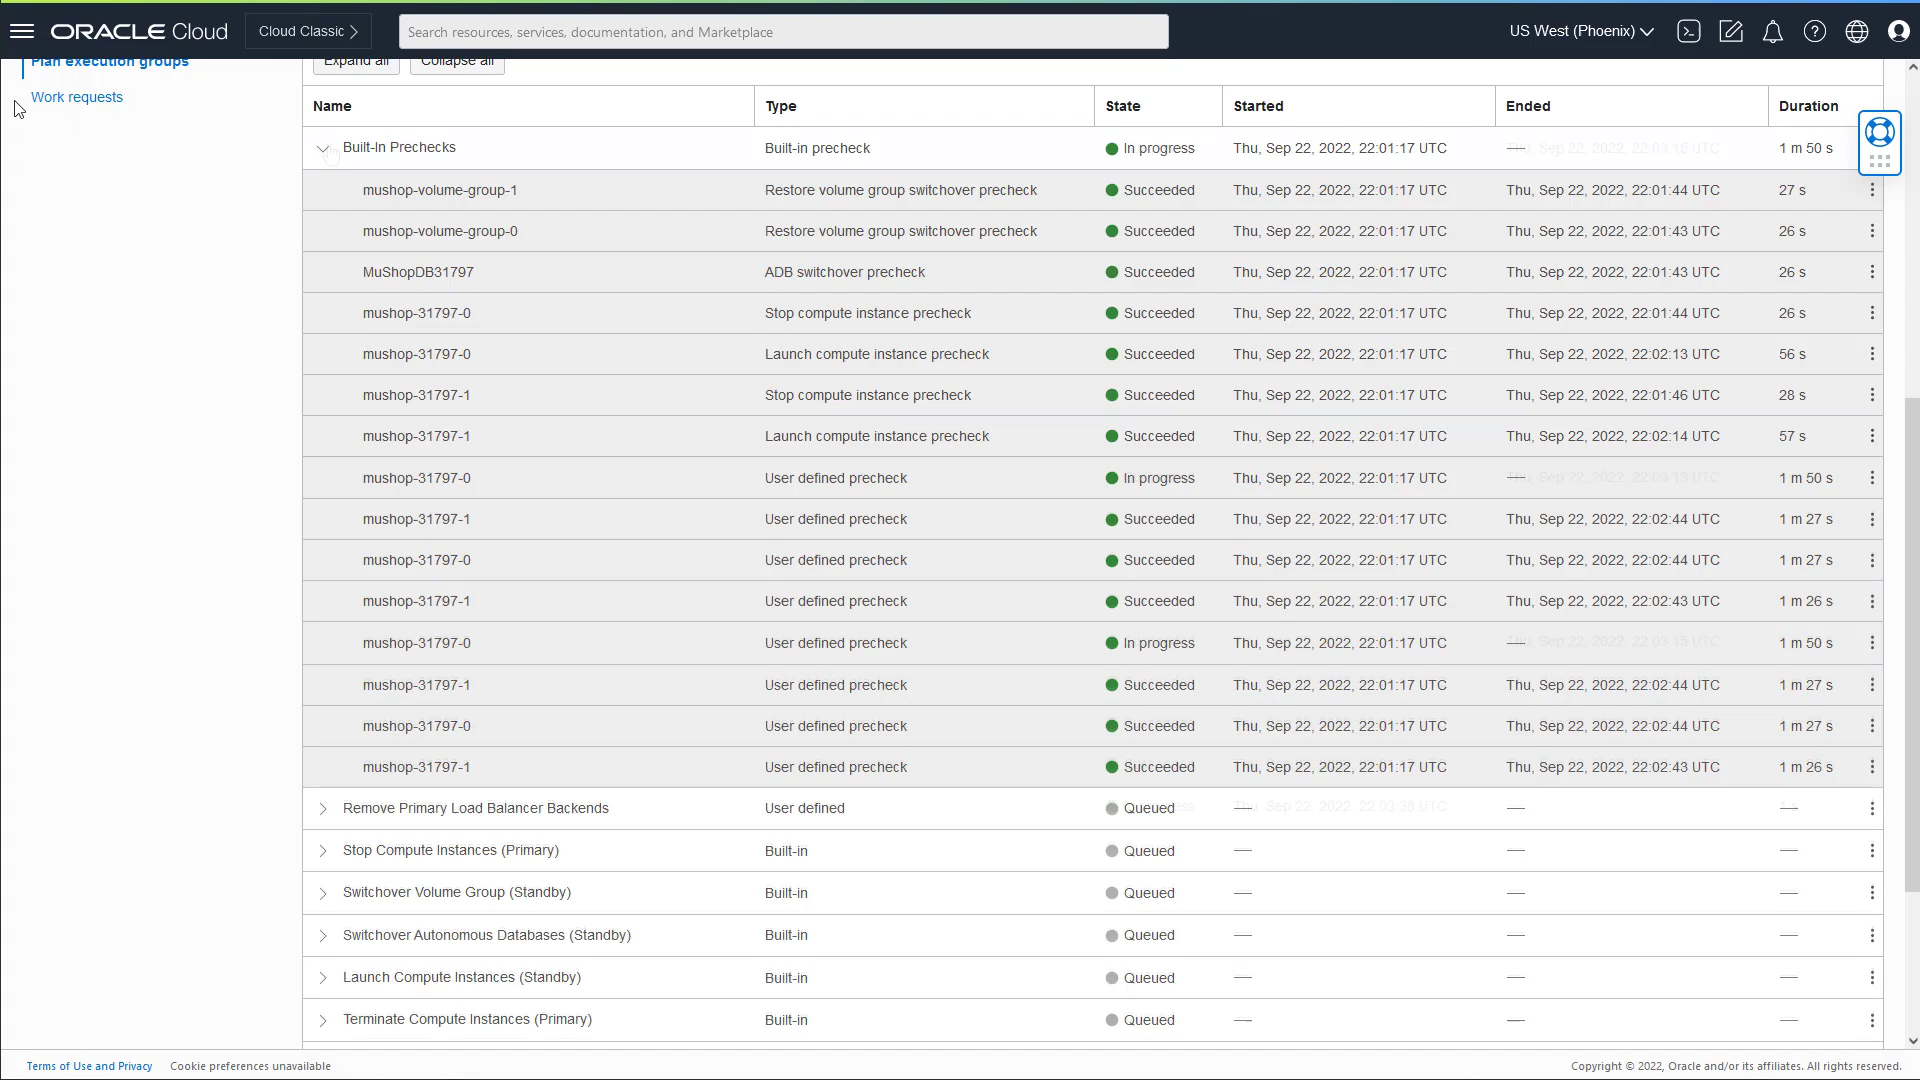 ORACLE Cloud Cloud Classic Search resources, services, documentation, and Marketplace US West (Phoenix)
Plan execution groups
Work requests
Expand all Collapse all
Name Type State Started Ended Duration
Built-In Prechecks Built-in precheck In progress Thu, Sep 22, 2022, 22:01:17 UTC — 1 m 50 s
mushop-volume-group-1 Restore volume group switchover precheck Succeeded Thu, Sep 22, 2022, 22:01:17 UTC Thu, Sep 22, 2022, 22:01:44 UTC 27 s
mushop-volume-group-0 Restore volume group switchover precheck Succeeded Thu, Sep 22, 2022, 22:01:17 UTC Thu, Sep 22, 2022, 22:01:43 UTC 26 s
MuShopDB31797 ADB switchover precheck Succeeded Thu, Sep 22, 2022, 22:01:17 UTC Thu, Sep 22, 2022, 22:01:43 UTC 26 s
mushop-31797-0 Stop compute instance precheck Succeeded Thu, Sep 22, 2022, 22:01:17 UTC Thu, Sep 22, 2022, 22:01:44 UTC 26 s
mushop-31797-0 Launch compute instance precheck Succeeded Thu, Sep 22, 2022, 22:01:17 UTC Thu, Sep 22, 2022, 22:02:13 UTC 56 s
mushop-31797-1 Stop compute instance precheck Succeeded Thu, Sep 22, 2022, 22:01:17 UTC Thu, Sep 22, 2022, 22:01:46 UTC 28 s
mushop-31797-1 Launch compute instance precheck Succeeded Thu, Sep 22, 2022, 22:01:17 UTC Thu, Sep 22, 2022, 22:02:14 UTC 57 s
mushop-31797-0 User defined precheck In progress Thu, Sep 22, 2022, 22:01:17 UTC — 1 m 50 s
mushop-31797-1 User defined precheck Succeeded Thu, Sep 22, 2022, 22:01:17 UTC Thu, Sep 22, 2022, 22:02:44 UTC 1 m 27 s
mushop-31797-0 User defined precheck Succeeded Thu, Sep 22, 2022, 22:01:17 UTC Thu, Sep 22, 2022, 22:02:44 UTC 1 m 27 s
mushop-31797-1 User defined precheck Succeeded Thu, Sep 22, 2022, 22:01:17 UTC Thu, Sep 22, 2022, 22:02:43 UTC 1 m 26 s
mushop-31797-0 User defined precheck In progress Thu, Sep 22, 2022, 22:01:17 UTC — 1 m 50 s
mushop-31797-1 User defined precheck Succeeded Thu, Sep 22, 2022, 22:01:17 UTC Thu, Sep 22, 2022, 22:02:44 UTC 1 m 27 s
mushop-31797-0 User defined precheck Succeeded Thu, Sep 22, 2022, 22:01:17 UTC Thu, Sep 22, 2022, 22:02:44 UTC 1 m 27 s
mushop-31797-1 User defined precheck Succeeded Thu, Sep 22, 2022, 22:01:17 UTC Thu, Sep 22, 2022, 22:02:43 UTC 1 m 26 s
Remove Primary Load Balancer Backends User defined Queued — — —
Stop Compute Instances (Primary) Built-in Queued — — —
Switchover Volume Group (Standby) Built-in Queued — — —
Switchover Autonomous Databases (Standby) Built-in Queued — — —
Launch Compute Instances (Standby) Built-in Queued — — —
Terminate Compute Instances (Primary) Built-in Queued — — —
Terms of Use and Privacy Cookie preferences unavailable Copyright © 2022, Oracle and/or its affiliates. All rights reserved.